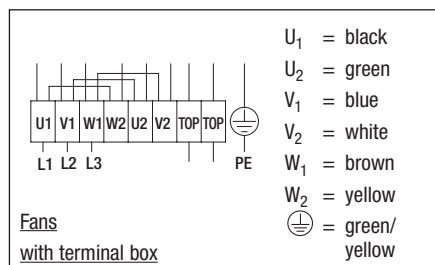 U1 = black
U2 = green
V1 = blue
V2 = white
W1 = brown
W2 = yellow
= green/
yellow
U1 V1 W1 W2 U2 V2 TOP TOP
L1 L2 L3 PE
Fans
with terminal box